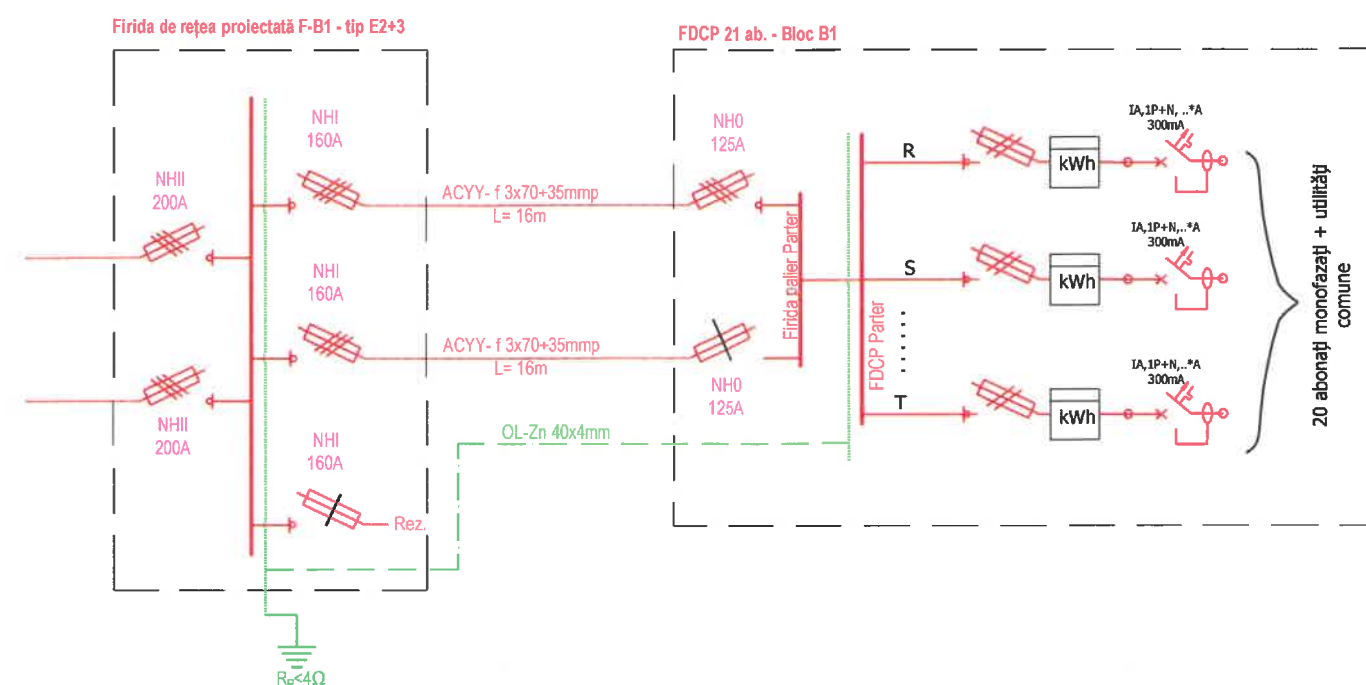 Firida de rețea proiectată F-B1 - tip E2+3
FDCP 21 ab. - Bloc B1
NHI
160A
NHII
200A
ACYY- f 3x70+35mmp
L= 16m
NH0
125A
NHI
160A
ACYY- f 3x70+35mmp
L= 16m
NH0
125A
NHII
200A
NHI
160A
Rez.
OL-Zn 40x4mm
Rp<4Ω
Firida palier Parter
FDCP Parter
R
kWh
IA,1P+N,..*A
300mA
S
kWh
IA,1P+N,..*A
300mA
T
kWh
IA,1P+N,..*A
300mA
20 abonați monofazați + utilități
comune